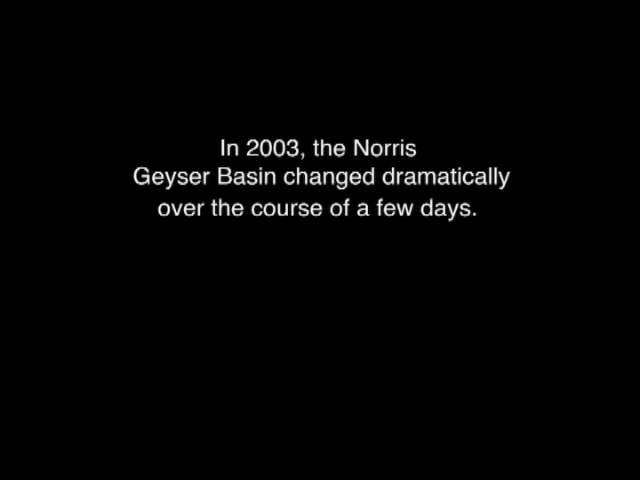 In 2003, the Norris
Geyser Basin changed dramatically
over the course of a few days.